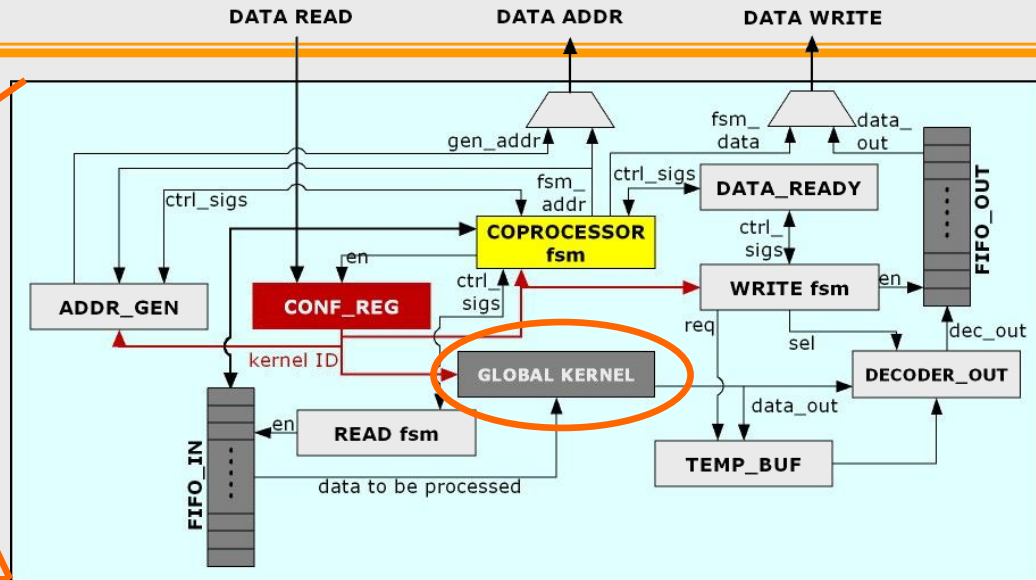 DATA READ
DATA ADDR
DATA WRITE
gen_addr
fsm_
data
data_
out
ctrl_sigs
fsm_
addr
ctrl_sigs
DATA_READY
FIFO_OUT
COPROCESSOR
fsm
ctrl_
sigs
en
ctrl_
sigs
ADDR_GEN
CONF_REG
WRITE fsm
en
req
sel
dec_out
kernel ID
GLOBAL KERNEL
DECODER_OUT
data_out
en
READ fsm
TEMP_BUF
FIFO_IN
data to be processed